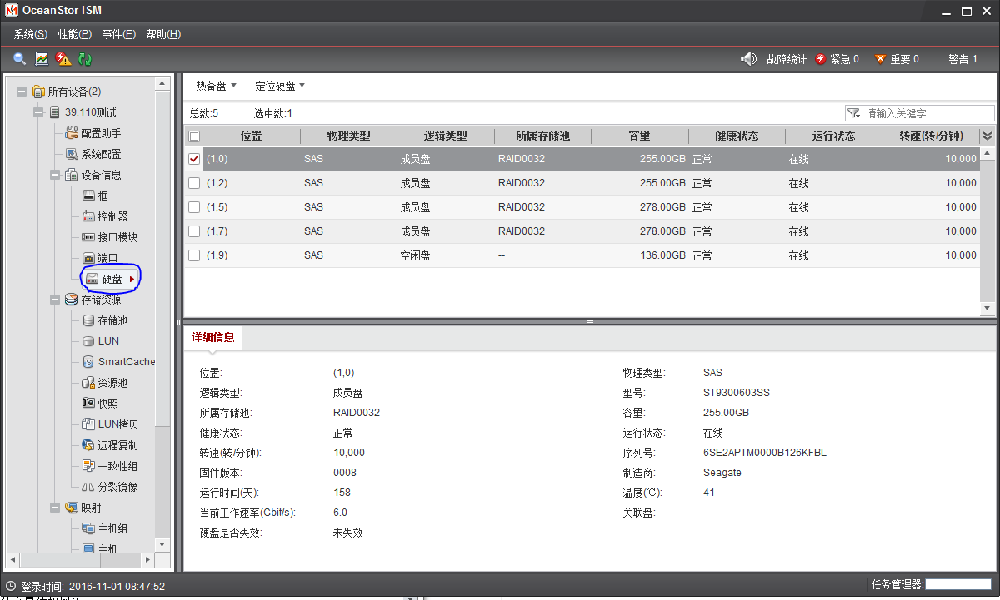 OceanStor ISM
系统(S) 性能(P) 事件(E) 帮助(H)
故障统计: 紧急 0 重要 0 警告 1
所有设备(2)
39.110测试
配置助手
系统配置
设备信息
框
控制器
接口模块
端口
硬盘
存储资源
存储池
LUN
SmartCache
资源池
快照
LUN拷贝
远程复制
一致性组
分裂镜像
映射
主机组
主机
热备盘 定位硬盘
总数:5 选中数:1 请输入关键字
位置 物理类型 逻辑类型 所属存储池 容量 健康状态 运行状态 转速(转/分钟)
(1,0) SAS 成员盘 RAID0032 255.00GB 正常 在线 10,000
(1,2) SAS 成员盘 RAID0032 255.00GB 正常 在线 10,000
(1,5) SAS 成员盘 RAID0032 278.00GB 正常 在线 10,000
(1,7) SAS 成员盘 RAID0032 278.00GB 正常 在线 10,000
(1,9) SAS 空闲盘 -- 136.00GB 正常 在线 10,000
详细信息
位置: (1,0) 物理类型: SAS
逻辑类型: 成员盘 型号: ST9300603SS
所属存储池: RAID0032 容量: 255.00GB
健康状态: 正常 运行状态: 在线
转速(转/分钟): 10,000 序列号: 6SE2APTM0000B126KFBL
固件版本: 0008 制造商: Seagate
运行时间(天): 158 温度(℃): 41
当前工作速率(Gbit/s): 6.0 关联盘: --
硬盘是否失效: 未失效
登录时间: 2016-11-01 08:47:52 任务管理器: